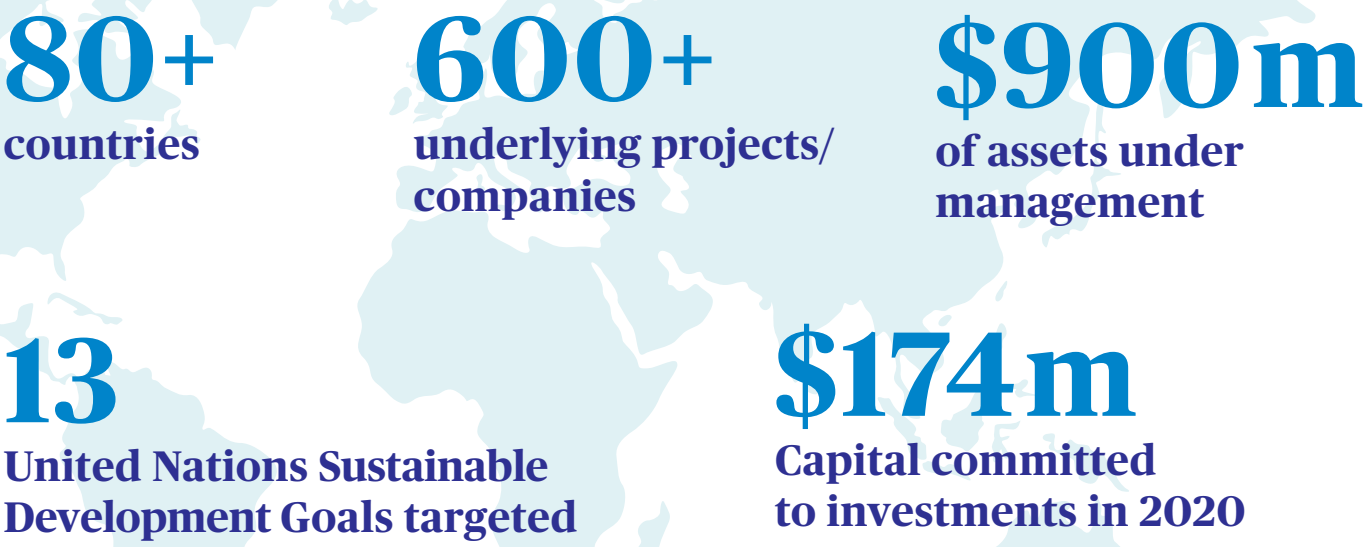 80+
countries
600+
underlying projects/
companies
$900m
of assets under
management
13
United Nations Sustainable
Development Goals targeted
$174m
Capital committed
to investments in 2020